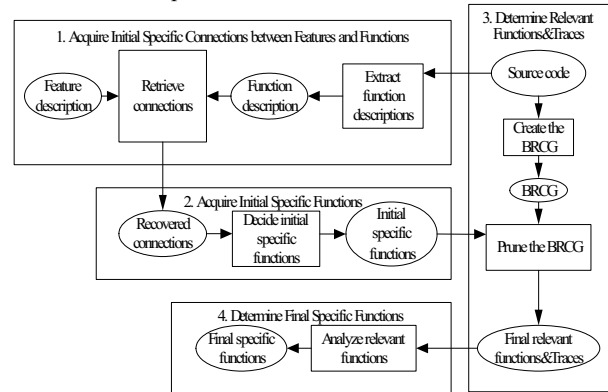 1. Acquire Initial Specific Connections between Features and Functions
Feature
description
Retrieve
connections
Function
description
Extract
function
descriptions
2. Acquire Initial Specific Functions
Recovered
connections
Decide initial
specific
functions
Initial
specific
functions
3. Determine Relevant
Functions&Traces
Source code
Create the
BRCG
BRCG
Prune the BRCG
Final relevant
functions&Traces
4. Determine Final Specific Functions
Final specific
functions
Analyze relevant
functions